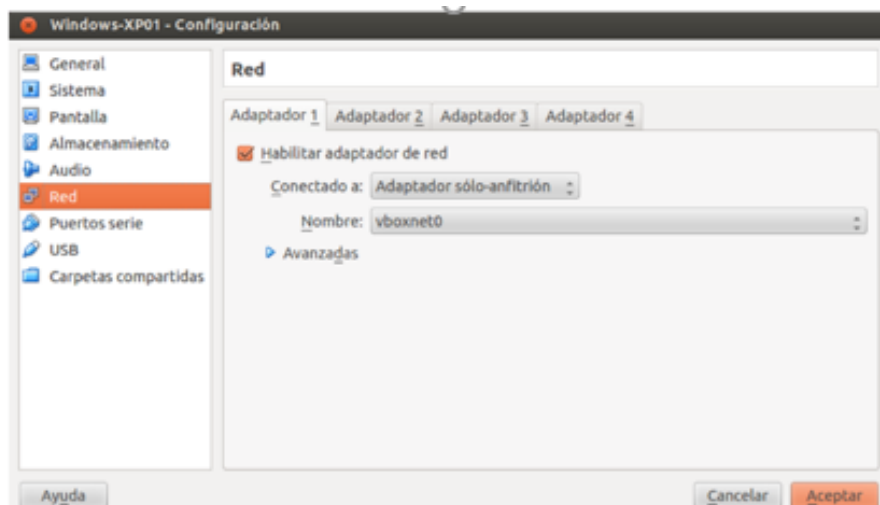 Windows-XP01 - Configuración
General
Sistema
Pantalla
Almacenamiento
Audio
Red
Puertos serie
USB
Carpetas compartidas
Red
Adaptador 1 Adaptador 2 Adaptador 3 Adaptador 4
Habilitar adaptador de red
Conectado a: Adaptador sólo-anfitrión
Nombre: vboxnet0
Avanzadas
Ayuda Cancelar Aceptar